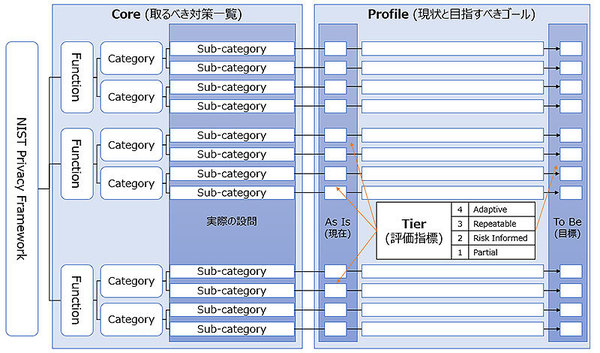 Core (取るべき対策一覧)
Profile (現状と目指すべきゴール)
NIST Privacy Framework
Function
Category
Sub-category
Sub-category
Category
Sub-category
Sub-category
Function
Category
Sub-category
Sub-category
Category
Sub-category
Sub-category
実際の設問
As Is
(現在)
Tier
(評価指標)
4 Adaptive
3 Repeatable
2 Risk Informed
1 Partial
To Be
(目標)
Function
Category
Sub-category
Sub-category
Category
Sub-category
Sub-category